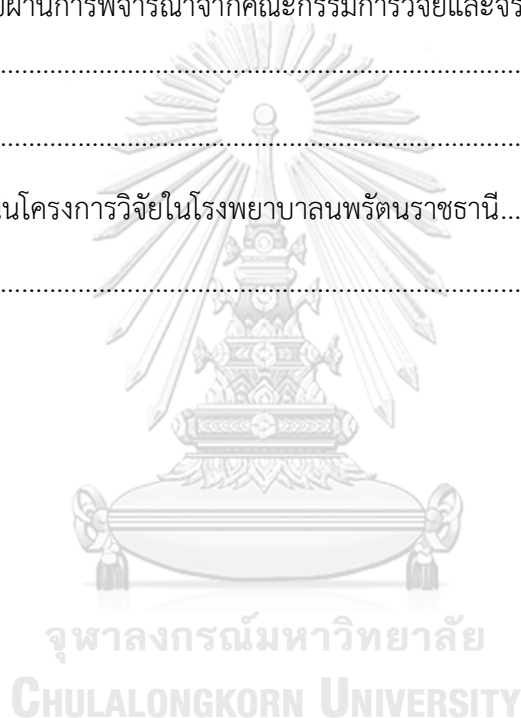 ยผ่านการพิจารณาจากคณะกรรมการวิจัยและจร
................................................................
................................................................
นโครงการวิจัยในโรงพยาบาลนพรัตนราชธานี...
................................................................
จุฬาลงกรณ์มหาวิทยาลัย
CHULALONGKORN UNIVERSITY